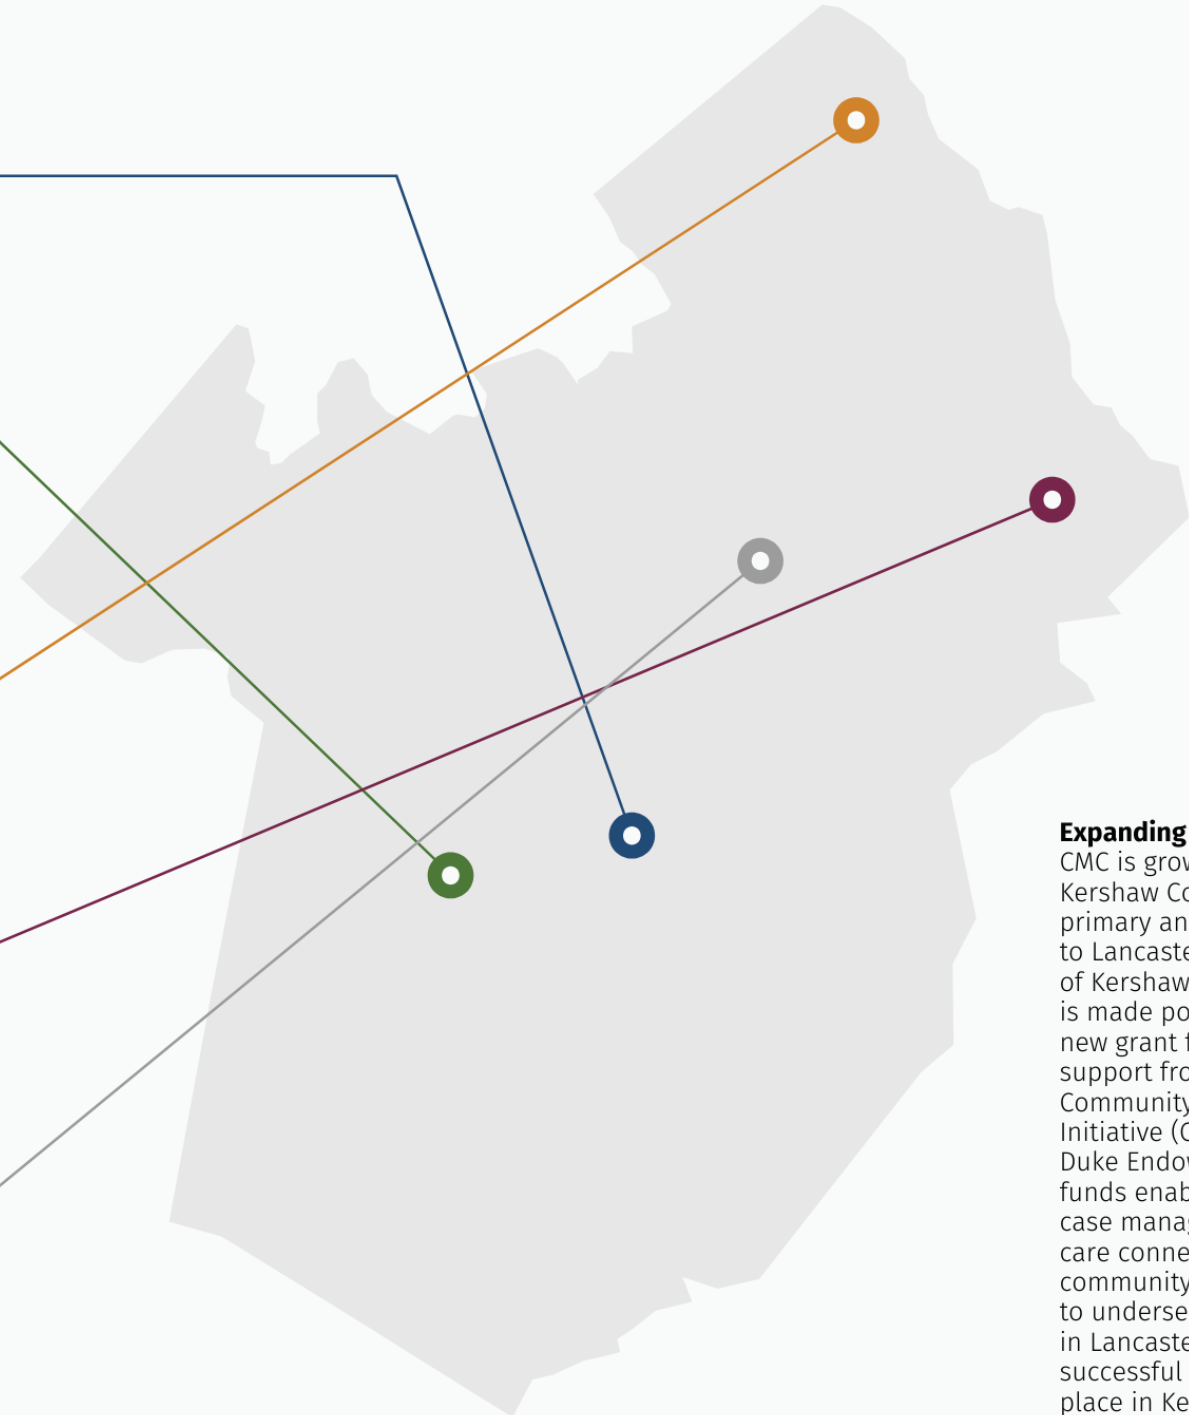 Expanding
CMC is grow
Kershaw Co
primary an
to Lancaste
of Kershaw
is made po
new grant f
support fro
Community
Initiative (C
Duke Endow
funds enab
case manag
care conne
community
to underse
in Lancaste
successful
place in Ke